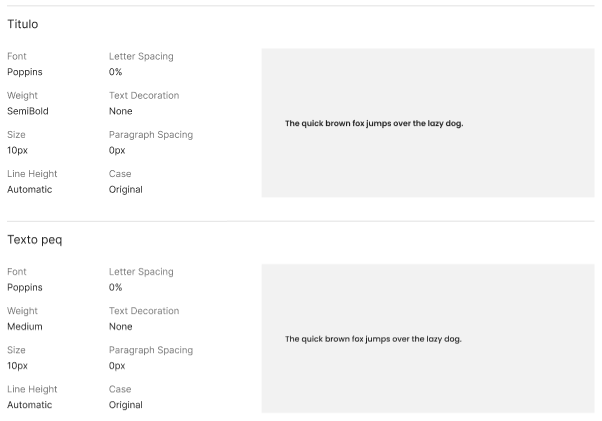 Titulo
Font Letter Spacing
Poppins 0%
Weight Text Decoration
SemiBold None
Size Paragraph Spacing
10px 0px
Line Height Case
Automatic Original
The quick brown fox jumps over the lazy dog.
Texto peq
Font Letter Spacing
Poppins 0%
Weight Text Decoration
Medium None
Size Paragraph Spacing
10px 0px
Line Height Case
Automatic Original
The quick brown fox jumps over the lazy dog.